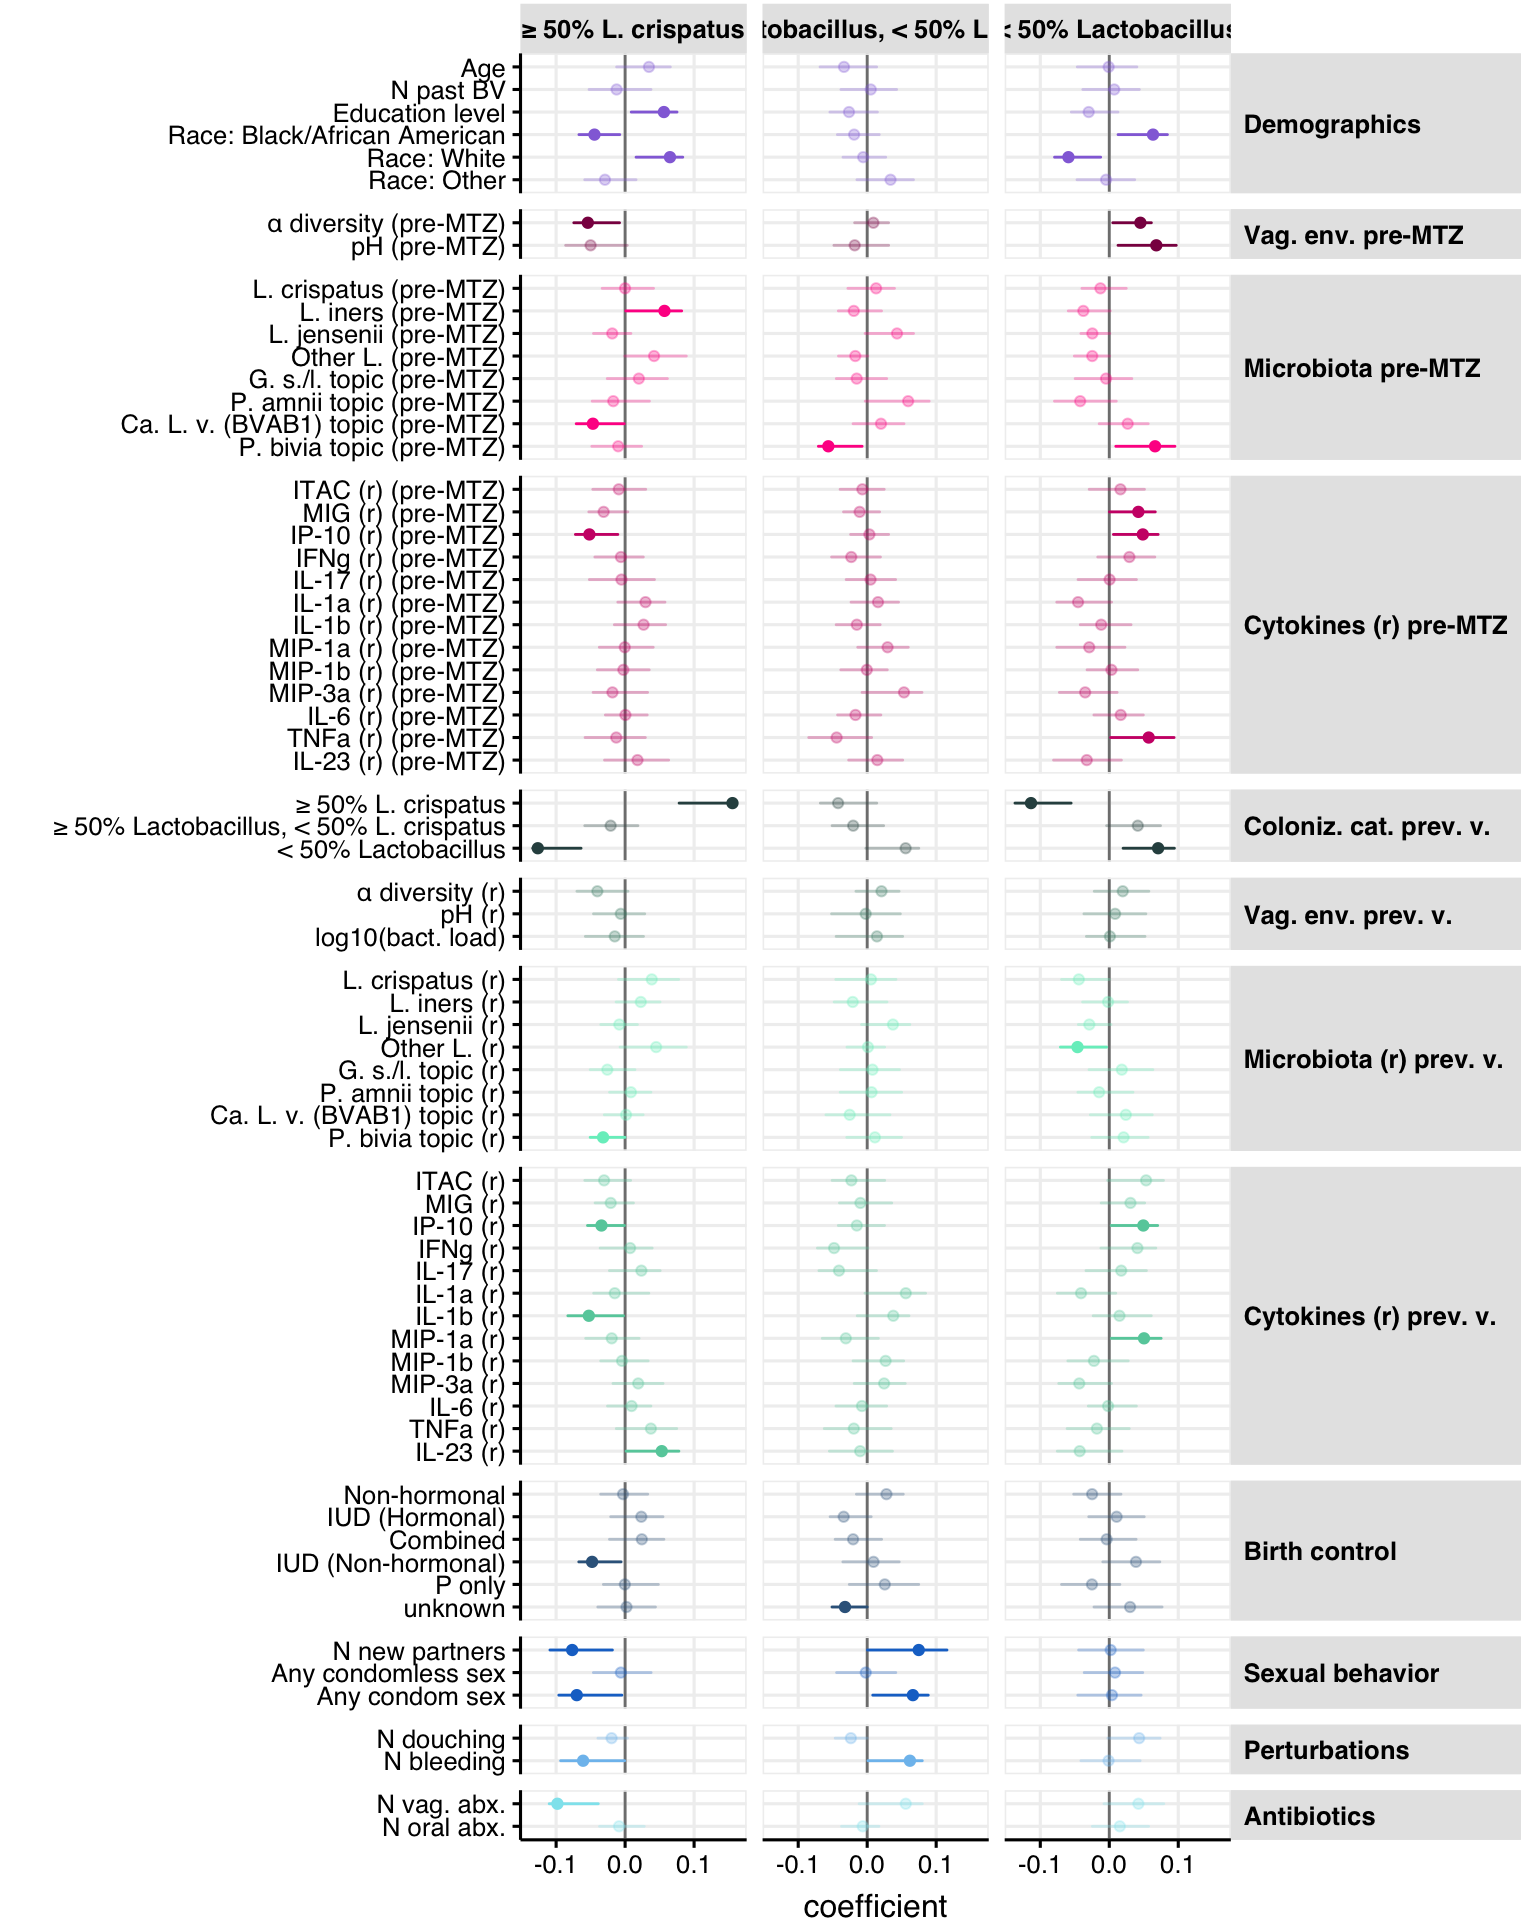 ≥ 50% L. crispatus
tobacillus, < 50% L
< 50% Lactobacillus
Age
N past BV
Education level
Race: Black/African American
Race: White
Race: Other
Demographics
α diversity (pre-MTZ)
pH (pre-MTZ)
Vag. env. pre-MTZ
L. crispatus (pre-MTZ)
L. iners (pre-MTZ)
L. jensenii (pre-MTZ)
Other L. (pre-MTZ)
G. s./l. topic (pre-MTZ)
P. amnii topic (pre-MTZ)
Ca. L. v. (BVAB1) topic (pre-MTZ)
P. bivia topic (pre-MTZ)
Microbiota pre-MTZ
ITAC (r) (pre-MTZ)
MIG (r) (pre-MTZ)
IP-10 (r) (pre-MTZ)
IFNg (r) (pre-MTZ)
IL-17 (r) (pre-MTZ)
IL-1a (r) (pre-MTZ)
IL-1b (r) (pre-MTZ)
MIP-1a (r) (pre-MTZ)
MIP-1b (r) (pre-MTZ)
MIP-3a (r) (pre-MTZ)
IL-6 (r) (pre-MTZ)
TNFa (r) (pre-MTZ)
IL-23 (r) (pre-MTZ)
Cytokines (r) pre-MTZ
≥ 50% L. crispatus
≥ 50% Lactobacillus, < 50% L. crispatus
< 50% Lactobacillus
Coloniz. cat. prev. v.
α diversity (r)
pH (r)
log10(bact. load)
Vag. env. prev. v.
L. crispatus (r)
L. iners (r)
L. jensenii (r)
Other L. (r)
G. s./l. topic (r)
P. amnii topic (r)
Ca. L. v. (BVAB1) topic (r)
P. bivia topic (r)
Microbiota (r) prev. v.
ITAC (r)
MIG (r)
IP-10 (r)
IFNg (r)
IL-17 (r)
IL-1a (r)
IL-1b (r)
MIP-1a (r)
MIP-1b (r)
MIP-3a (r)
IL-6 (r)
TNFa (r)
IL-23 (r)
Cytokines (r) prev. v.
Non-hormonal
IUD (Hormonal)
Combined
IUD (Non-hormonal)
P only
unknown
Birth control
N new partners
Any condomless sex
Any condom sex
Sexual behavior
N douching
N bleeding
Perturbations
N vag. abx.
N oral abx.
Antibiotics
-0.1 0.0 0.1
-0.1 0.0 0.1
-0.1 0.0 0.1
coefficient